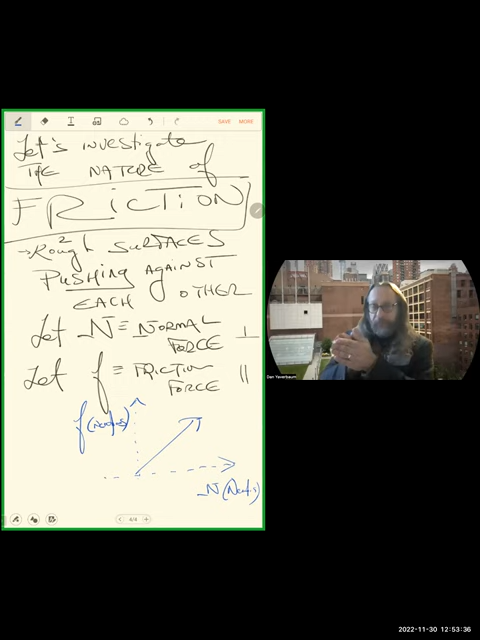 SAVE MORE
Let's investigate
THE NATURE of
FRICTION
→ 2 Rough SURFACES
PUSHING AGAINST
EACH OTHER
Let N ≡ NORMAL
FORCE ⊥
Let f ≡ FRICTION
FORCE ||
f (Newtons)
N (Newtons)
4/4
Dan Yaverbaum
2022-11-30 12:53:36